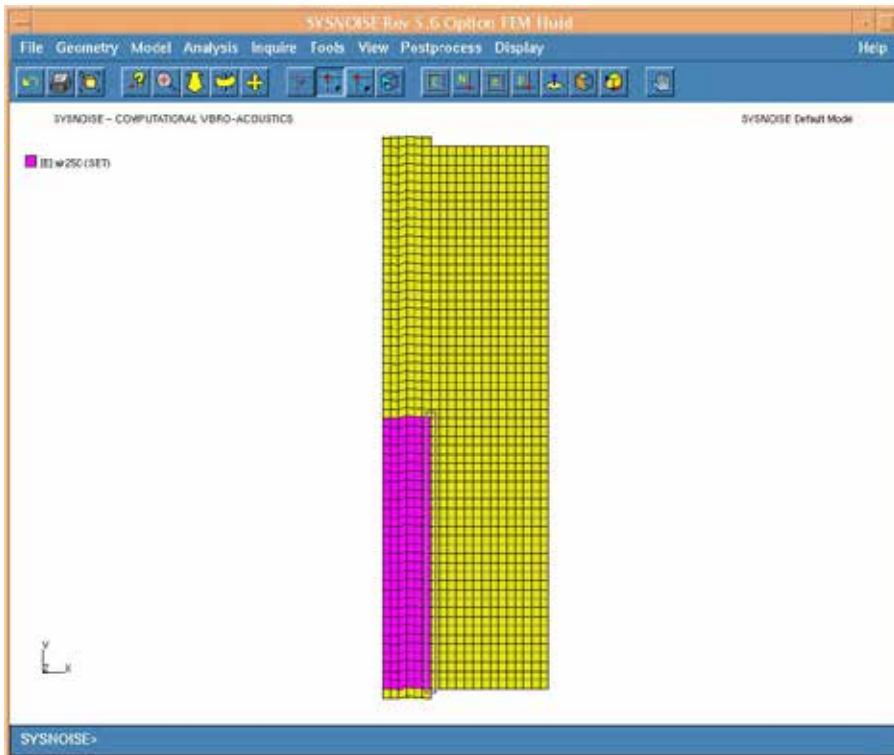 SYSNOISE Rev 5.6 Option FEM Fluid
File Geometry Model Analysis Inquire Tools View Postprocess Display Help
SYSNOISE - COMPUTATIONAL VIBRO-ACOUSTICS
SYSNOISE Default Model
(SET)
Y
Z X
SYSNOISE>